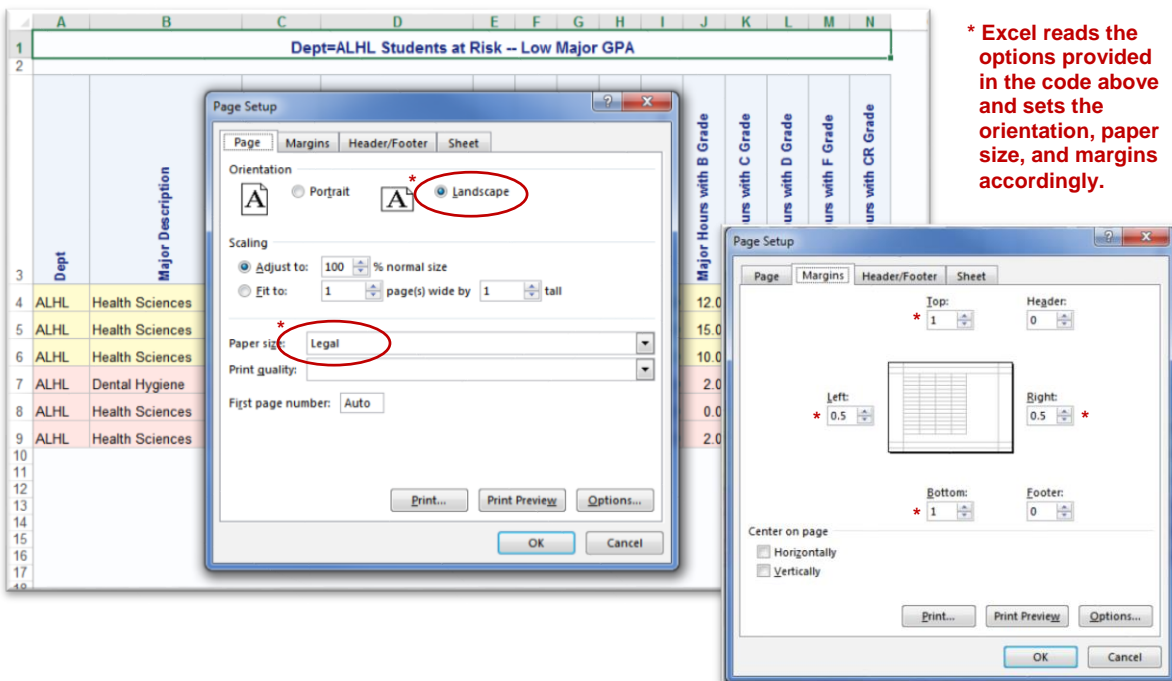 A B C D E F G H I J K L M N
1 Dept=ALHL Students at Risk -- Low Major GPA
2
3 Dept Major Description Major Hours with B Grade
urs with C Grade
urs with D Grade
urs with F Grade
urs with CR Grade
4 ALHL Health Sciences 12.0
5 ALHL Health Sciences 15.0
6 ALHL Health Sciences 10.0
7 ALHL Dental Hygiene 2.0
8 ALHL Health Sciences 0.0
9 ALHL Health Sciences 2.0
10
11
12
13
14
15
16
17
* Excel reads the
options provided
in the code above
and sets the
orientation, paper
size, and margins
accordingly.
Page Setup
Page Margins Header/Footer Sheet
Orientation
A Portrait A * Landscape
Scaling
Adjust to: 100 % normal size
Fit to: 1 page(s) wide by 1 tall
*
Paper size: Legal
Print quality:
First page number: Auto
Print... Print Preview Options...
OK Cancel
Page Setup
Page Margins Header/Footer Sheet
Top: Header:
* 1 0
Left: Right:
* 0.5 0.5 *
Bottom: Footer:
* 1 0
Center on page
Horizontally
Vertically
Print... Print Preview Options...
OK Cancel